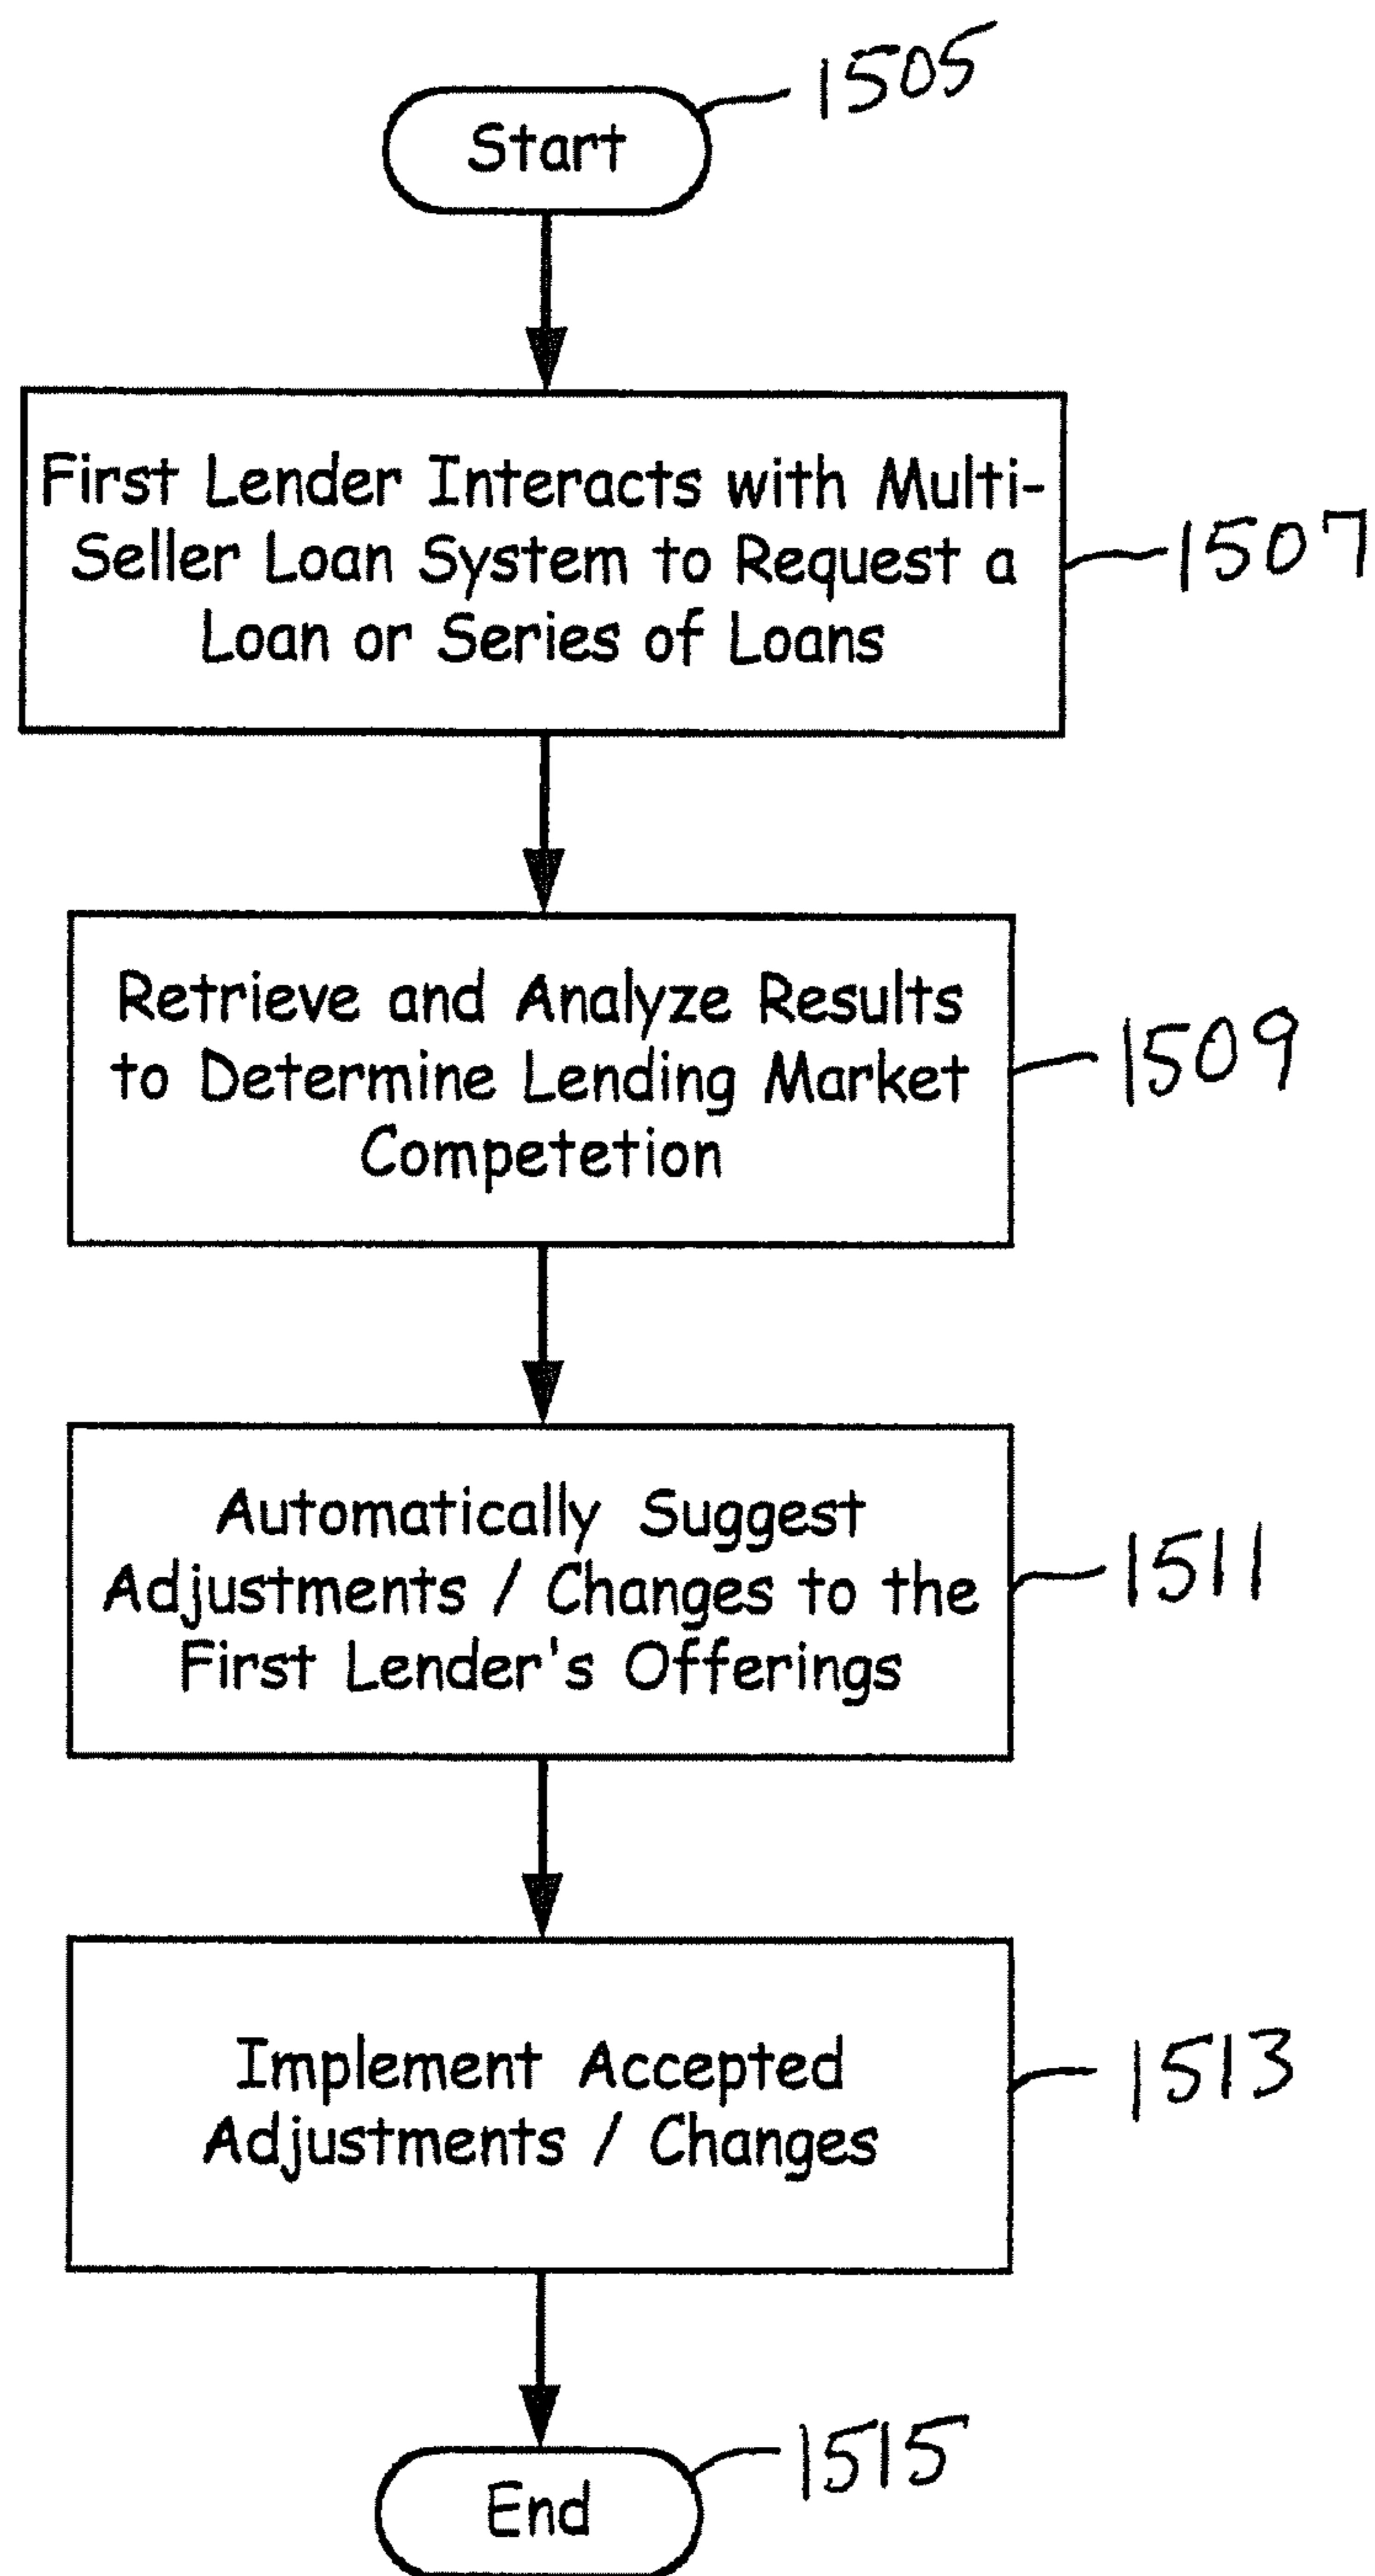 1505
Start
First Lender Interacts with Multi-
Seller Loan System to Request a
Loan or Series of Loans
1507
Retrieve and Analyze Results
to Determine Lending Market
Competetion
1509
Automatically Suggest
Adjustments / Changes to the
First Lender's Offerings
1511
Implement Accepted
Adjustments / Changes
1513
End
1515